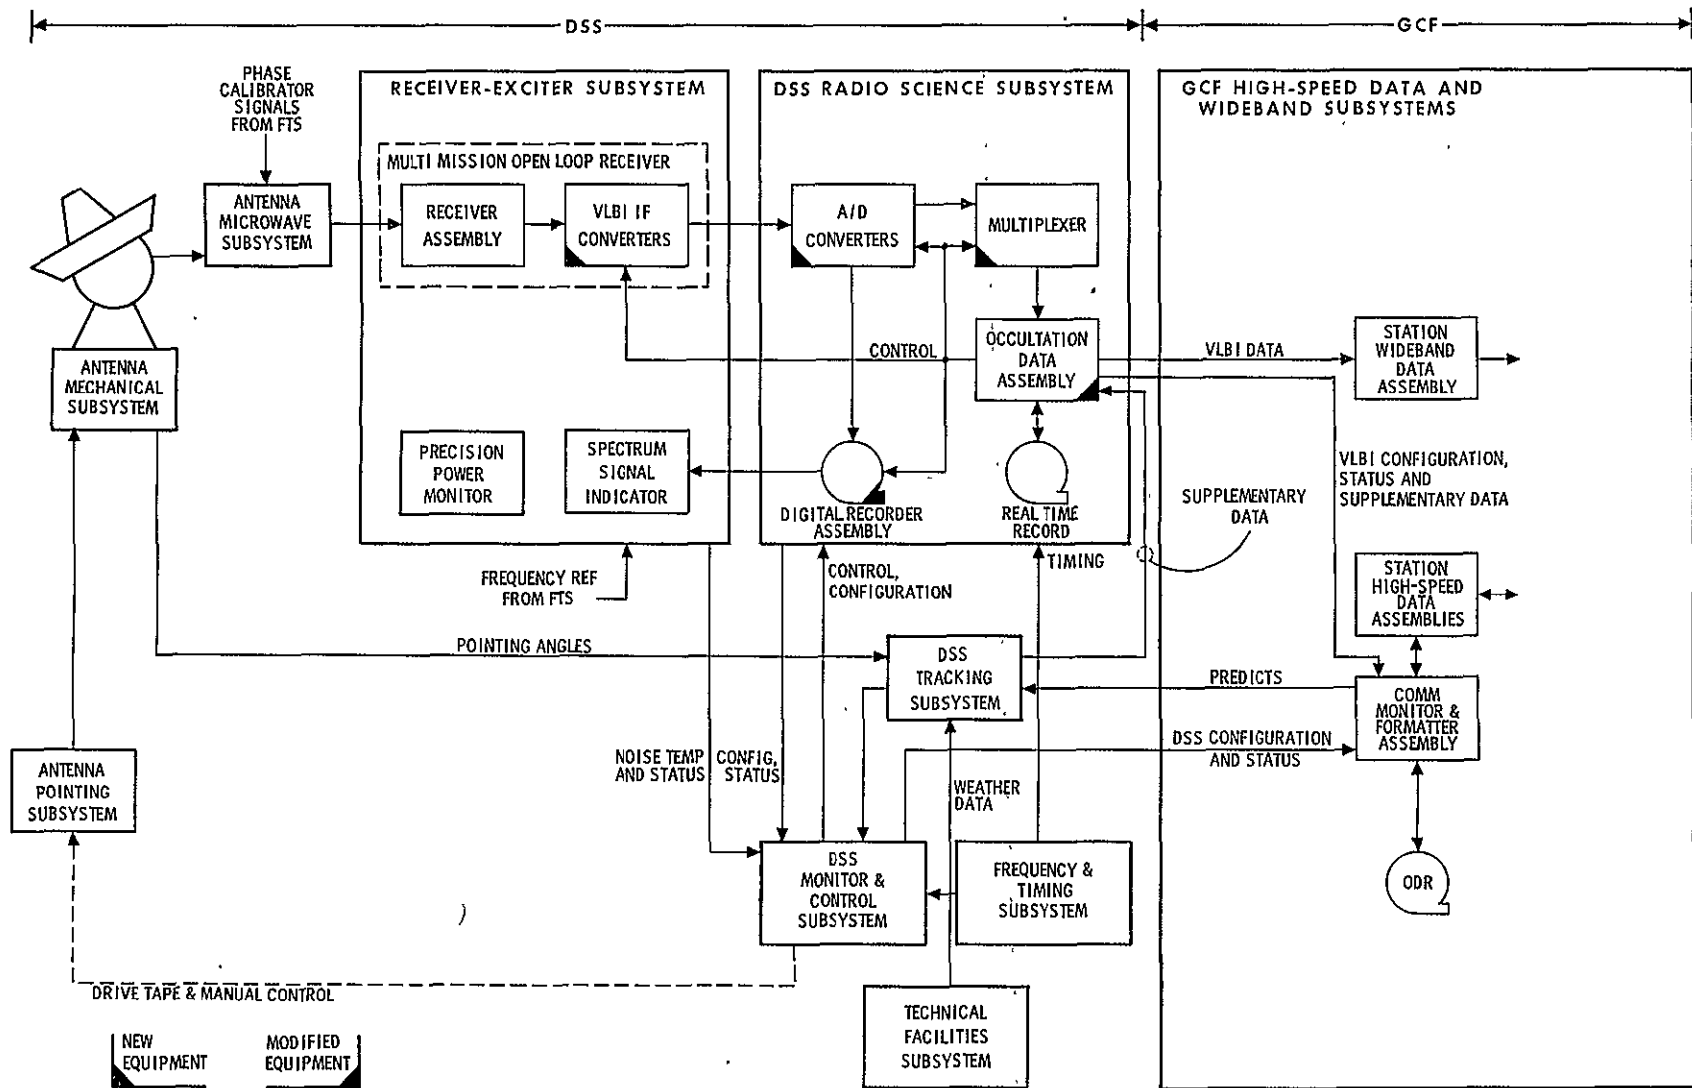 DSS
GCF
PHASE
CALIBRATOR
SIGNALS
FROM FTS
RECEIVER-EXCITER SUBSYSTEM
DSS RADIO SCIENCE SUBSYSTEM
GCF HIGH-SPEED DATA AND
WIDEBAND SUBSYSTEMS
MULTI MISSION OPEN LOOP RECEIVER
ANTENNA
MICROWAVE
SUBSYSTEM
RECEIVER
ASSEMBLY
VLBI IF
CONVERTERS
A/D
CONVERTERS
MULTIPLEXER
ANTENNA
MECHANICAL
SUBSYSTEM
CONTROL
OCCULTATION
DATA
ASSEMBLY
VLBI DATA
STATION
WIDEBAND
DATA
ASSEMBLY
PRECISION
POWER
MONITOR
SPECTRUM
SIGNAL
INDICATOR
DIGITAL RECORDER
ASSEMBLY
REAL TIME
RECORD
SUPPLEMENTARY
DATA
VLBI CONFIGURATION,
STATUS AND
SUPPLEMENTARY DATA
FREQUENCY REF
FROM FTS
CONTROL,
CONFIGURATION
TIMING
STATION
HIGH-SPEED
DATA
ASSEMBLIES
POINTING ANGLES
DSS
TRACKING
SUBSYSTEM
PREDICTS
COMM
MONITOR &
FORMATTER
ASSEMBLY
ANTENNA
POINTING
SUBSYSTEM
NOISE TEMP
AND STATUS
CONFIG,
STATUS
DSS CONFIGURATION
AND STATUS
WEATHER
DATA
DSS
MONITOR &
CONTROL
SUBSYSTEM
FREQUENCY &
TIMING
SUBSYSTEM
ODR
DRIVE TAPE & MANUAL CONTROL
TECHNICAL
FACILITIES
SUBSYSTEM
NEW
EQUIPMENT
MODIFIED
EQUIPMENT